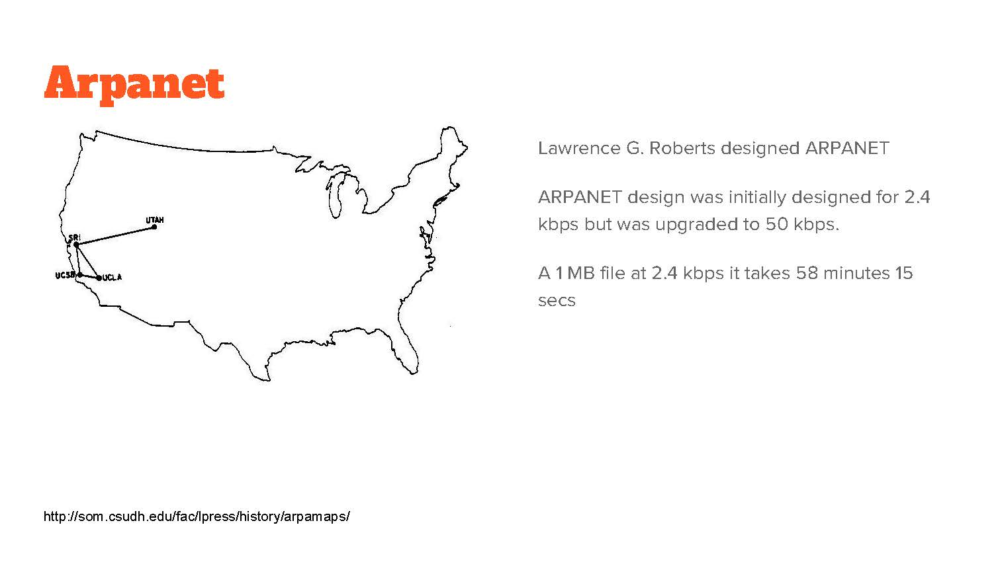 Arpanet
UTAH
SRI
UCSB
UCLA
Lawrence G. Roberts designed ARPANET
ARPANET design was initially designed for 2.4
kbps but was upgraded to 50 kbps.
A 1 MB file at 2.4 kbps it takes 58 minutes 15
secs
http://som.csudh.edu/fac/lpress/history/arpamaps/